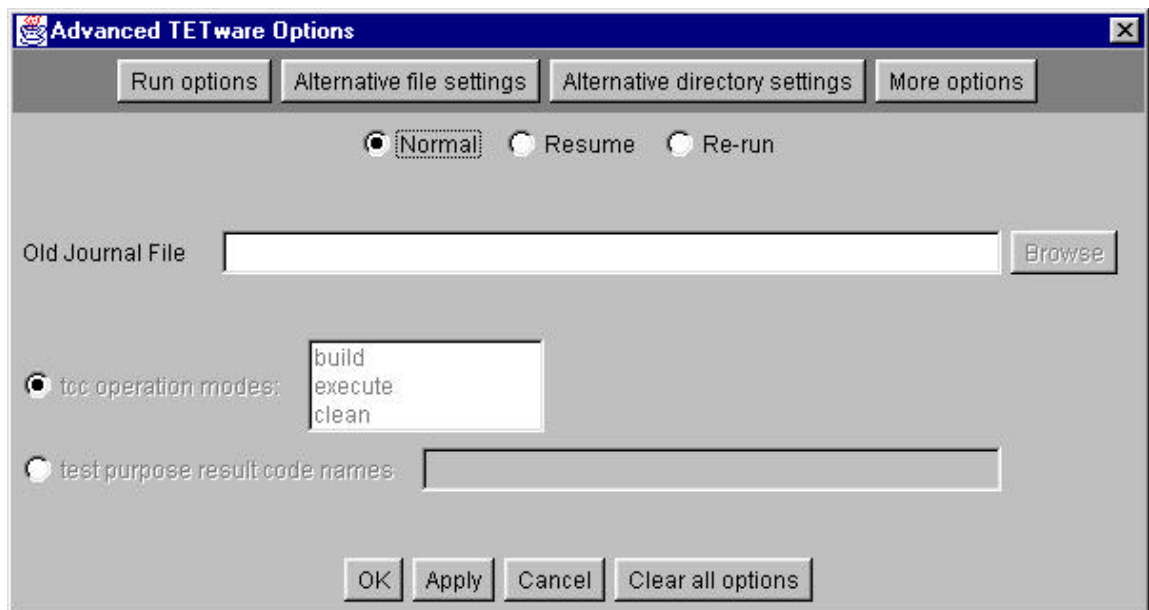 Advanced TETware Options
Run options Alternative file settings Alternative directory settings More options
Normal Resume Re-run
Old Journal File Browse
build
tcc operation modes: execute
clean
test purpose result code names
OK Apply Cancel Clear all options